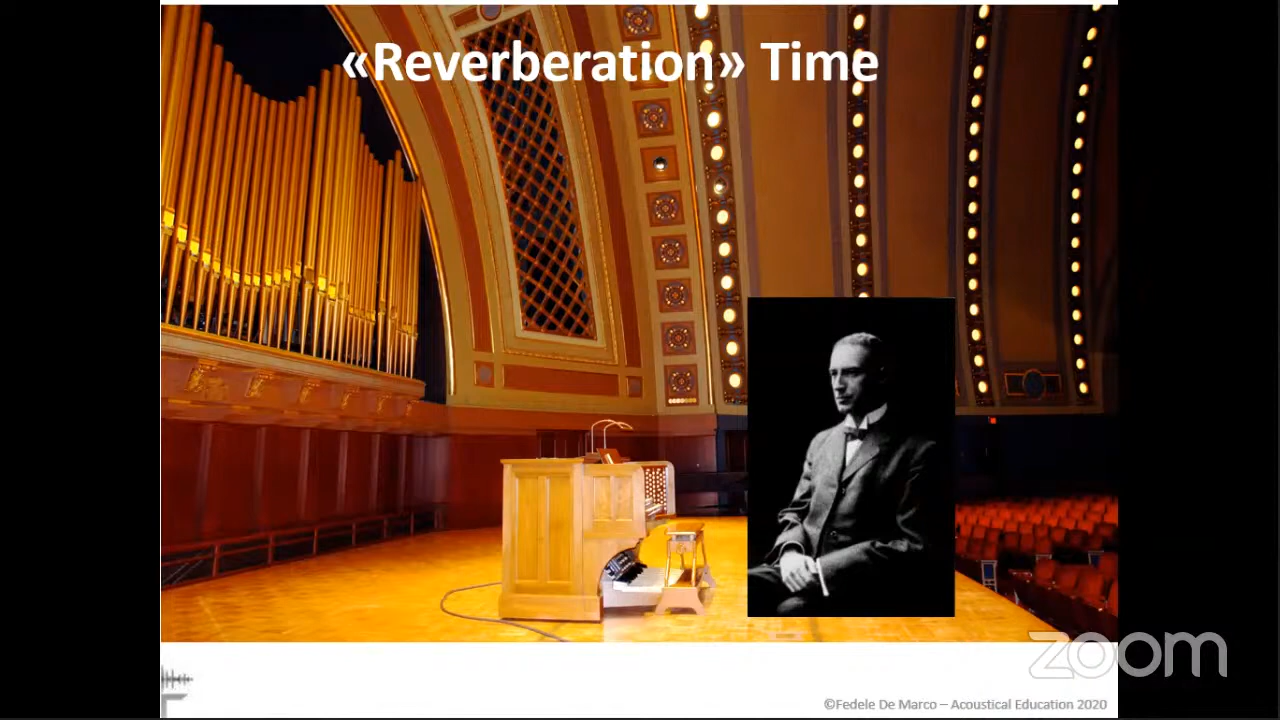 «Reverberation» Time
zoom
©Fedele De Marco – Acoustical Education 2020